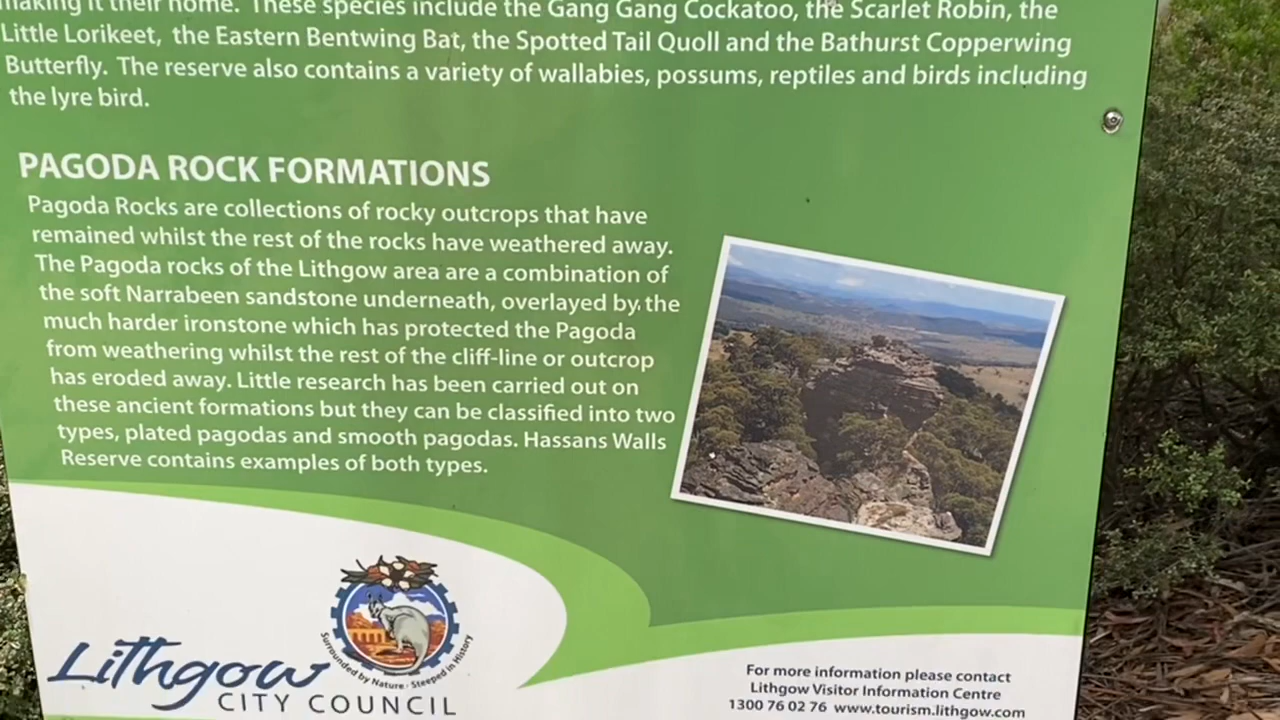 making it their home. These species include the Gang Gang Cockatoo, the Scarlet Robin, the
Little Lorikeet, the Eastern Bentwing Bat, the Spotted Tail Quoll and the Bathurst Copperwing
Butterfly. The reserve also contains a variety of wallabies, possums, reptiles and birds including
the lyre bird.
PAGODA ROCK FORMATIONS
Pagoda Rocks are collections of rocky outcrops that have
remained whilst the rest of the rocks have weathered away.
The Pagoda rocks of the Lithgow area are a combination of
the soft Narrabeen sandstone underneath, overlayed by the
much harder ironstone which has protected the Pagoda
from weathering whilst the rest of the cliff-line or outcrop
has eroded away. Little research has been carried out on
these ancient formations but they can be classified into two
types, plated pagodas and smooth pagodas. Hassans Walls
Reserve contains examples of both types.
Surrounded by Nature · Steeped in History
Lithgow
CITY COUNCIL
For more information please contact
Lithgow Visitor Information Centre
1300 76 02 76 www.tourism.lithgow.com